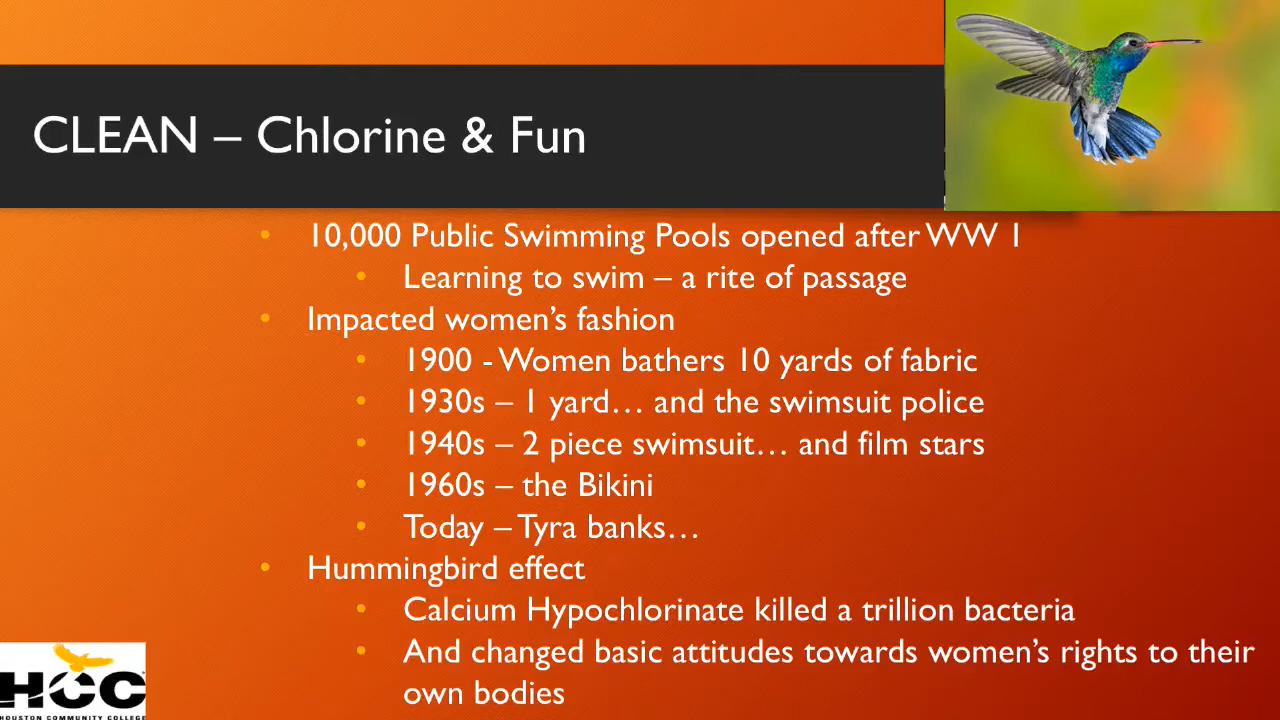 CLEAN – Chlorine & Fun
• 10,000 Public Swimming Pools opened after WW 1
• Learning to swim – a rite of passage
• Impacted women's fashion
• 1900 - Women bathers 10 yards of fabric
• 1930s – 1 yard… and the swimsuit police
• 1940s – 2 piece swimsuit… and film stars
• 1960s – the Bikini
• Today – Tyra banks…
• Hummingbird effect
• Calcium Hypochlorinate killed a trillion bacteria
• And changed basic attitudes towards women's rights to their
own bodies
HCC
HOUSTON COMMUNITY COLLEGE